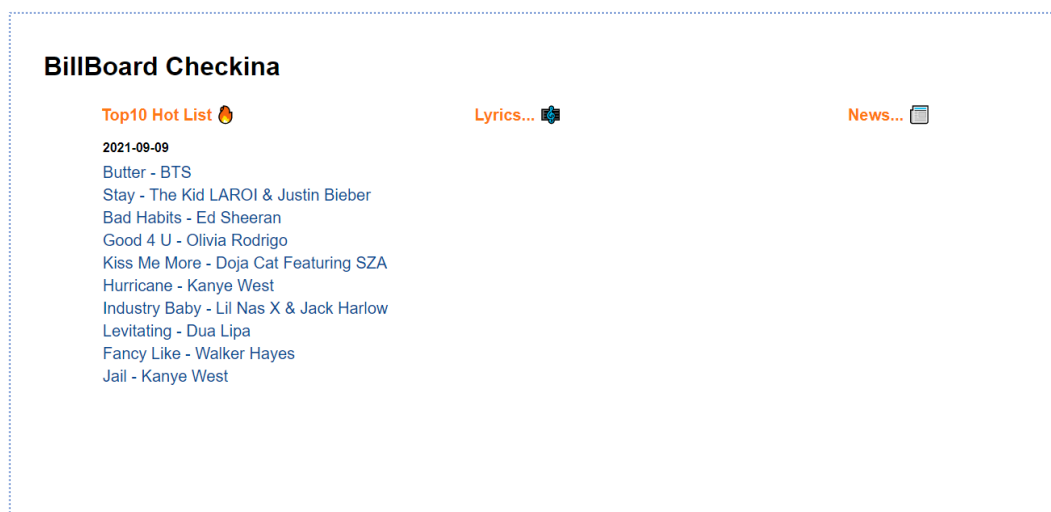 BillBoard Checkina
Top10 Hot List
Lyrics...
News...
2021-09-09
Butter - BTS
Stay - The Kid LAROI & Justin Bieber
Bad Habits - Ed Sheeran
Good 4 U - Olivia Rodrigo
Kiss Me More - Doja Cat Featuring SZA
Hurricane - Kanye West
Industry Baby - Lil Nas X & Jack Harlow
Levitating - Dua Lipa
Fancy Like - Walker Hayes
Jail - Kanye West